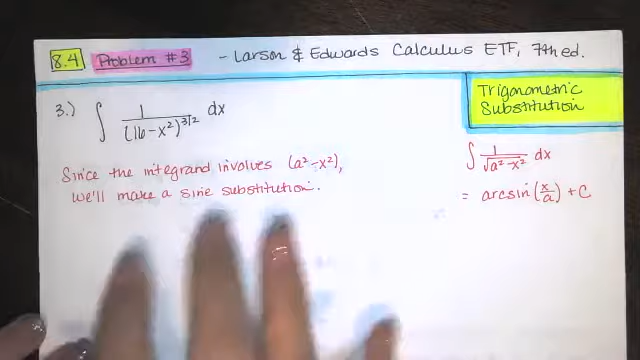 8.4 Problem #3 - Larson & Edwards Calculus ETF, 7th ed.
Trigonometric
Substitution
3.) ∫ 1/(16-x²)^(3/2) dx
Since the integrand involves (a²-x²),
we'll make a sine substitution.
∫ 1/√(a²-x²) dx
= arcsin (x/a) + C